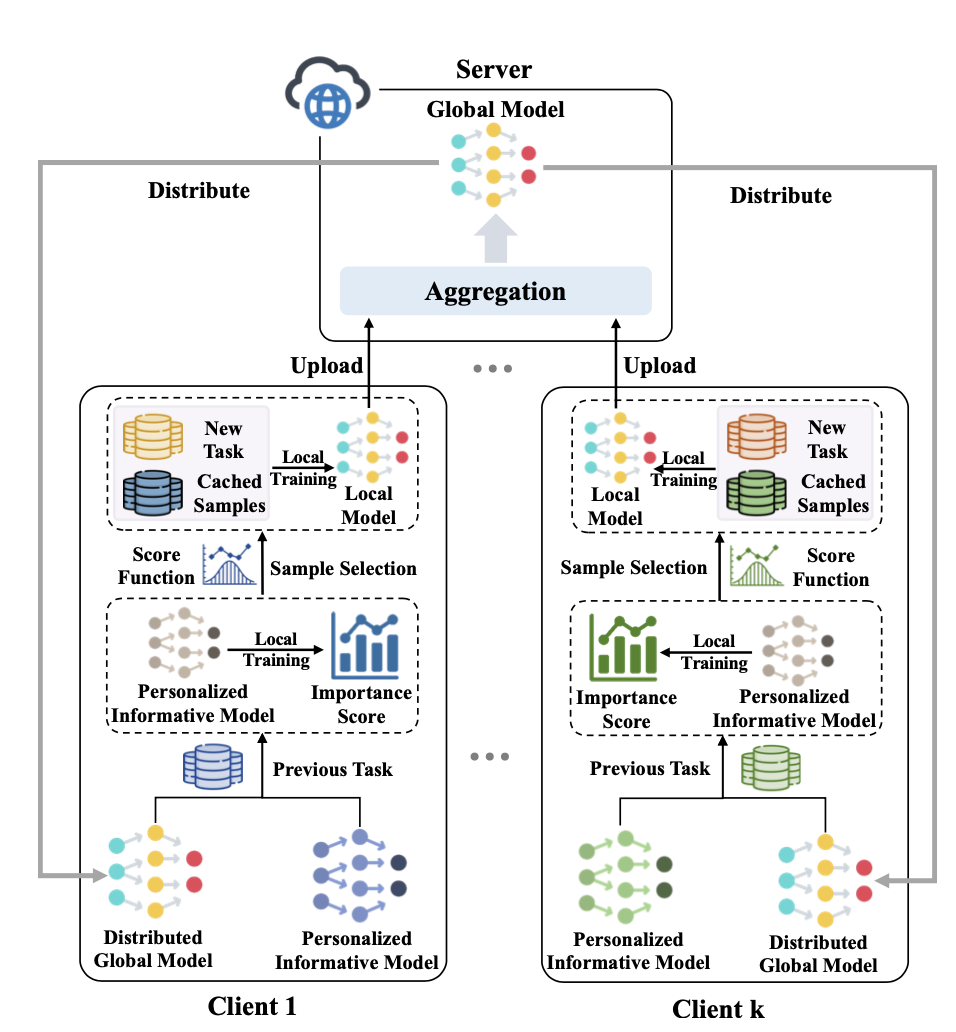 Server
Global Model
Distribute
Distribute
Aggregation
Upload
Upload
New
Task
Cached
Samples
Local
Training
Local
Model
Local
Model
Local
Training
New
Task
Cached
Samples
Score
Function
Sample Selection
Sample Selection
Score
Function
Personalized
Informative Model
Local
Training
Importance
Score
Importance
Score
Local
Training
Personalized
Informative Model
Previous Task
Previous Task
Distributed
Global Model
Personalized
Informative Model
Personalized
Informative Model
Distributed
Global Model
Client 1
Client k